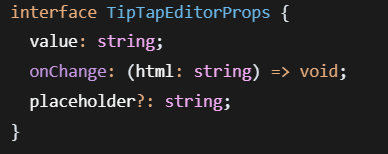 interface TipTapEditorProps {
  value: string;
  onChange: (html: string) => void;
  placeholder?: string;
}